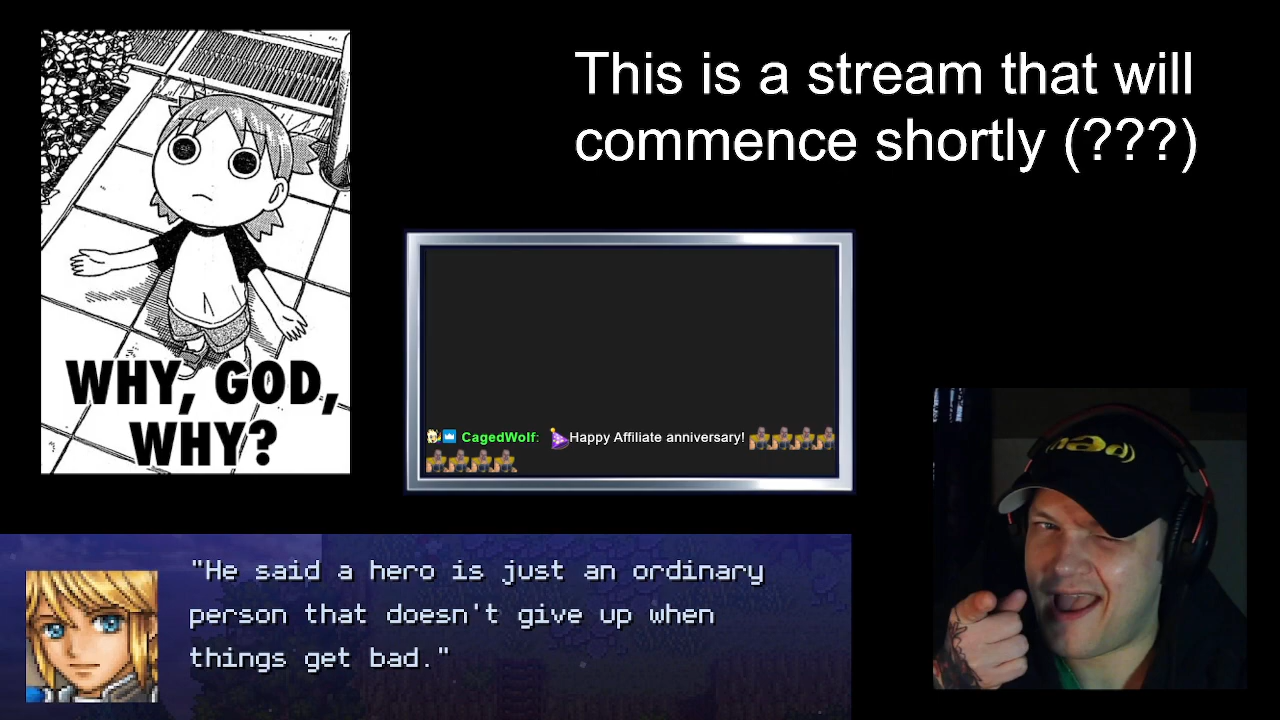 This is a stream that will
commence shortly (???)
WHY, GOD,
WHY?
CagedWolf: Happy Affiliate anniversary!
"He said a hero is just an ordinary
person that doesn't give up when
things get bad."